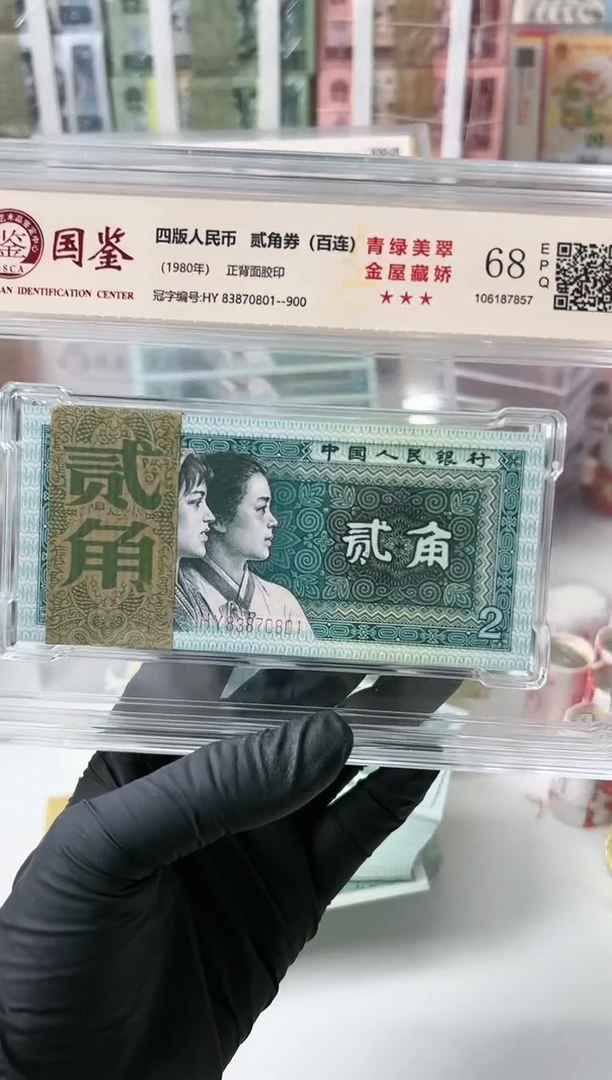 鉴
SCA
国鉴
AN IDENTIFICATION CENTER
四版人民币 贰角券（百连）
（1980年） 正背面胶印
冠字编号:HY 83870801--900
青绿美翠
金屋藏娇
★★★
68
EPQ
106187857
贰角
中国人民银行
贰角
HY83870801
2